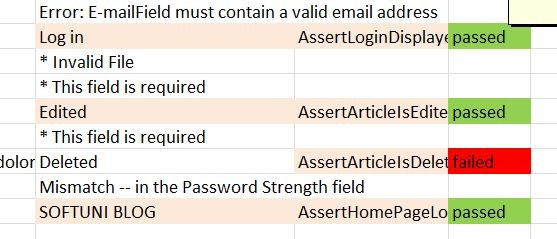 Error: E-mailField must contain a valid email address
Log in AssertLoginDisplaye passed
* Invalid File
* This field is required
Edited AssertArticleIsEdite passed
* This field is required
dolor Deleted AssertArticleIsDelet failed
Mismatch -- in the Password Strength field
SOFTUNI BLOG AssertHomePageLo passed